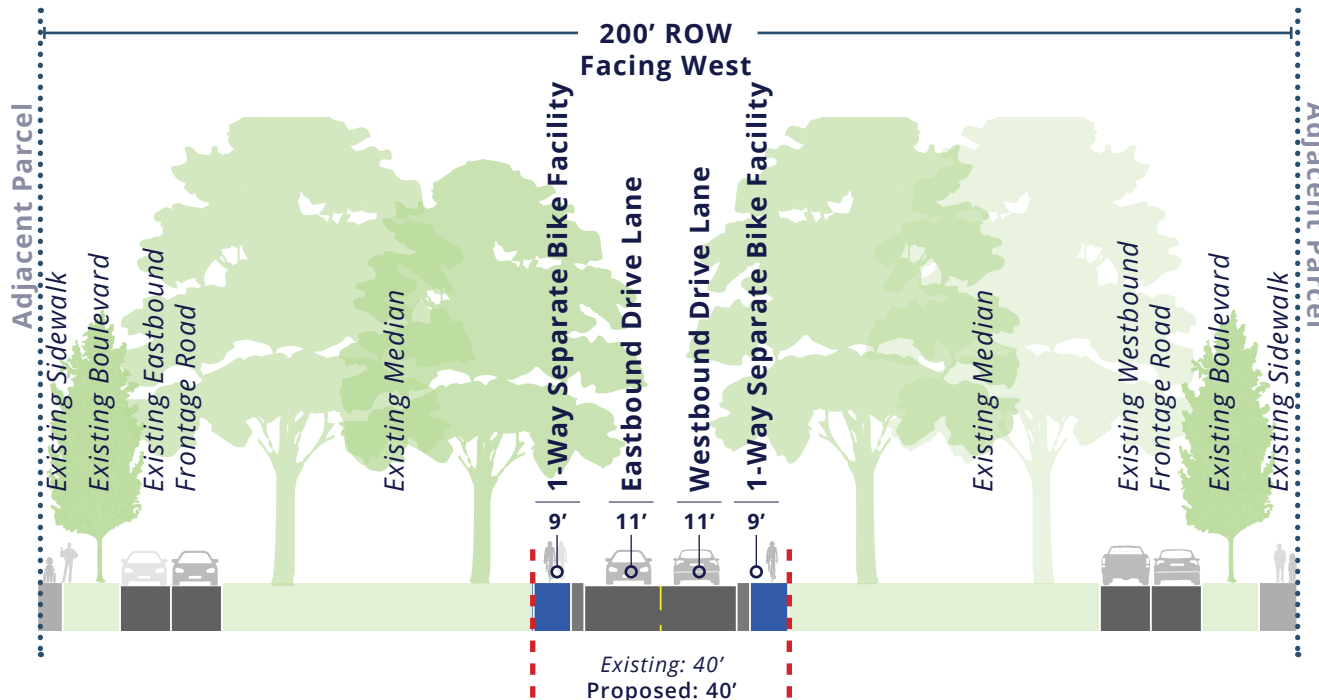 200’ ROW
Facing West
Adjacent Parcel
Existing Sidewalk
Existing Boulevard
Existing Eastbound
Frontage Road
Existing Median
1-Way Separate Bike Facility
Eastbound Drive Lane
Westbound Drive Lane
1-Way Separate Bike Facility
Existing Median
Existing Westbound
Frontage Road
Existing Boulevard
Existing Sidewalk
Adjacent Parcel
9’
11’
11’
9’
Existing: 40’
Proposed: 40’